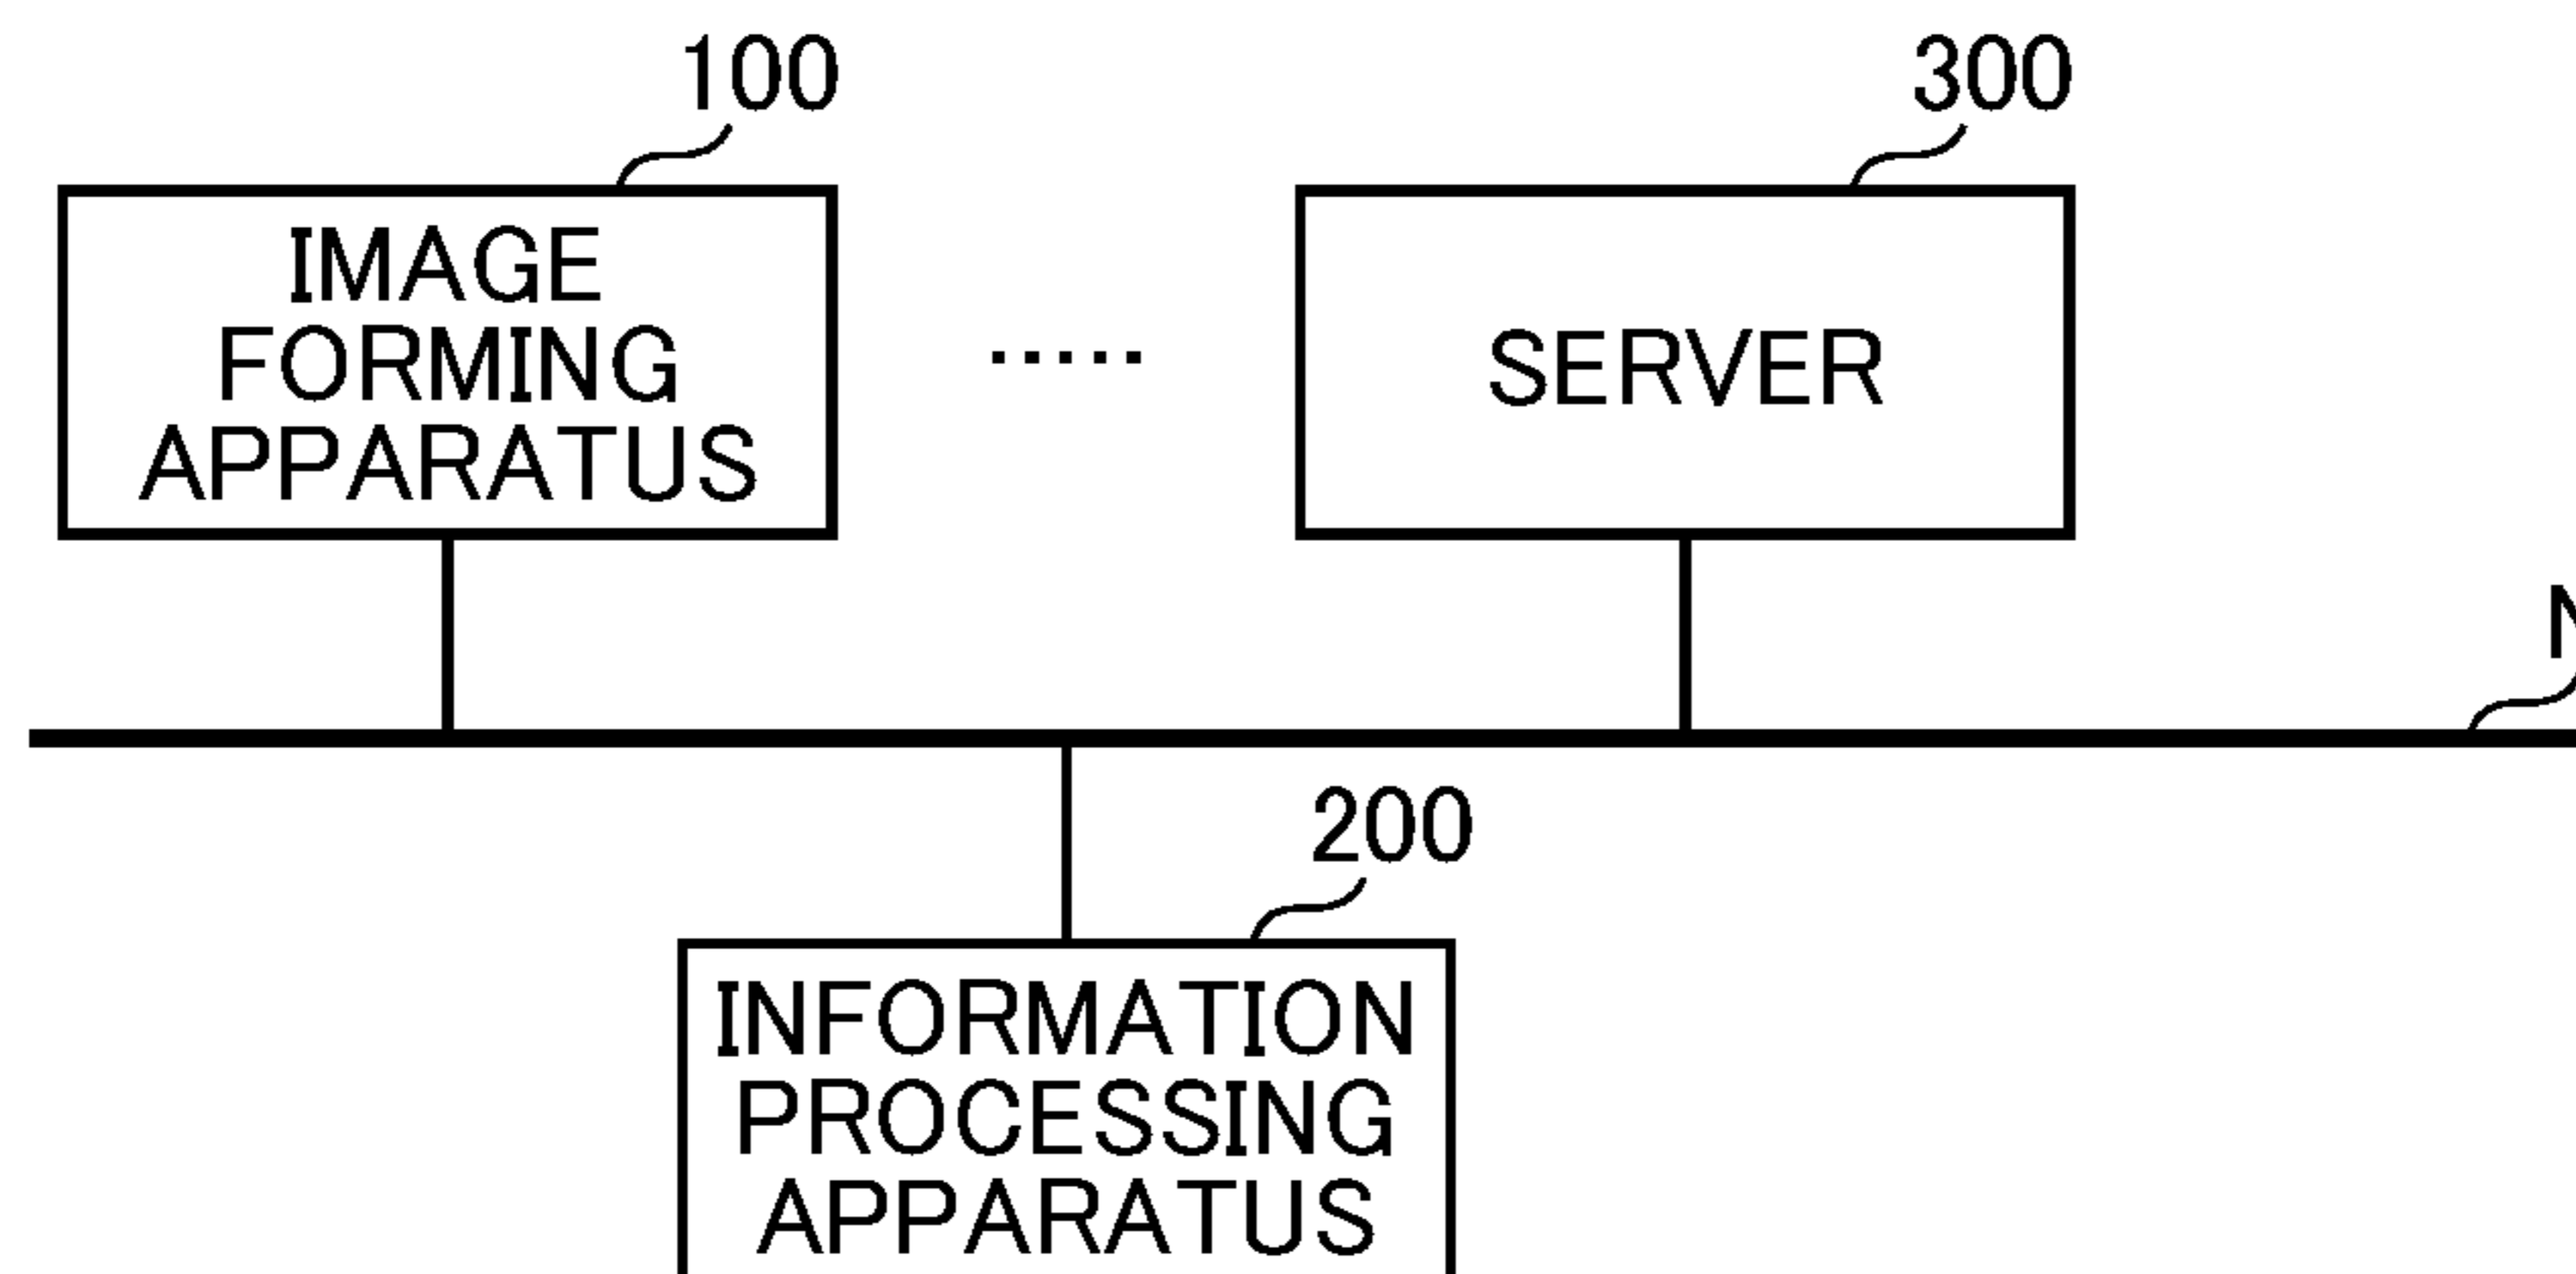 100
300
IMAGE
FORMING
APPARATUS
.....
SERVER
N
200
INFORMATION
PROCESSING
APPARATUS